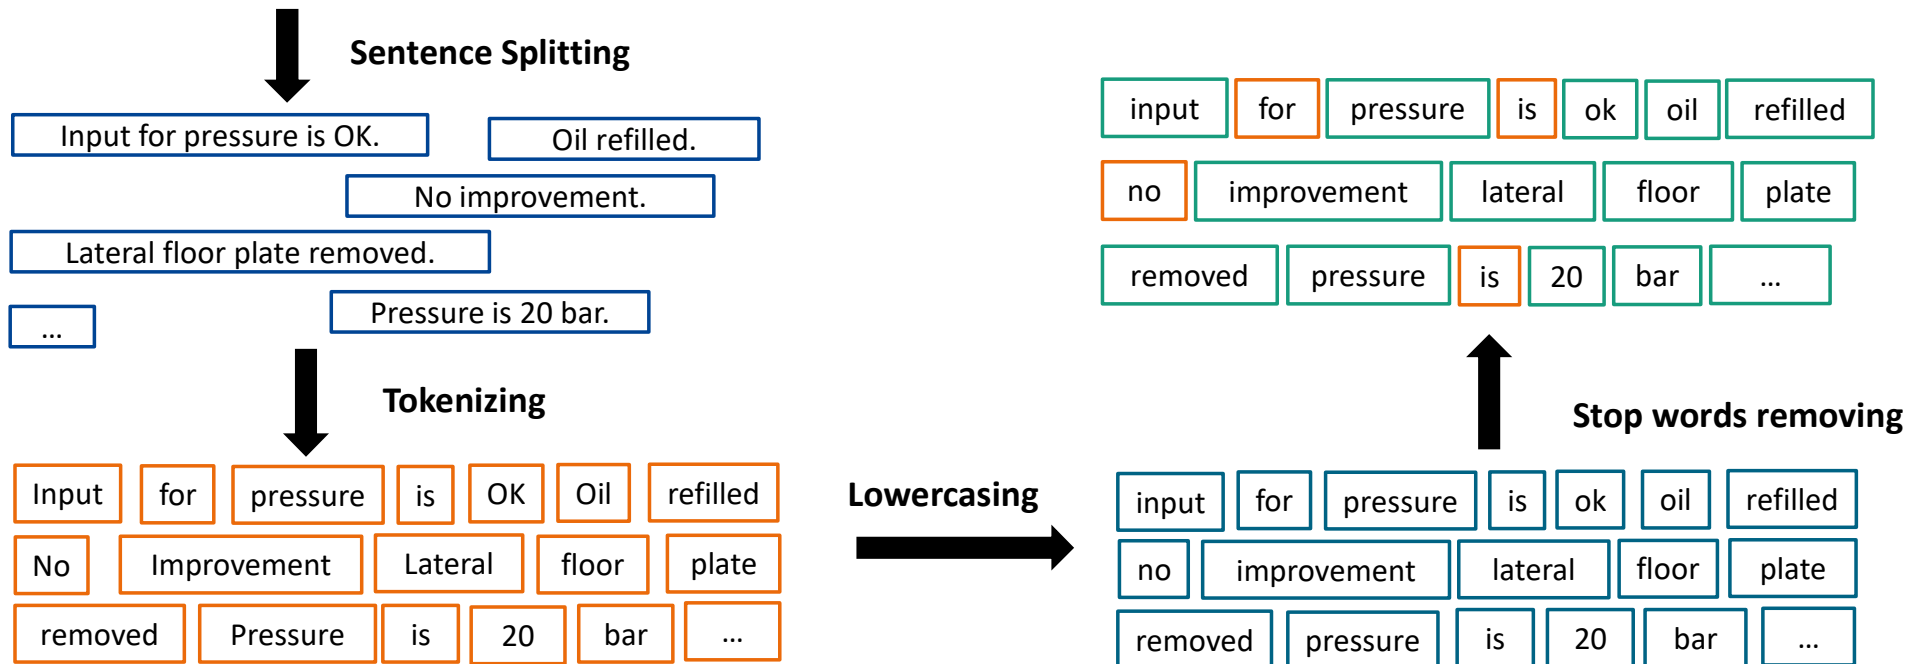 Sentence Splitting
Input for pressure is OK.
Oil refilled.
No improvement.
Lateral floor plate removed.
Pressure is 20 bar.
...
Tokenizing
Input for pressure is OK Oil refilled
No Improvement Lateral floor plate
removed Pressure is 20 bar ...
Lowercasing
input for pressure is ok oil refilled
no improvement lateral floor plate
removed pressure is 20 bar ...
Stop words removing
input for pressure is ok oil refilled
no improvement lateral floor plate
removed pressure is 20 bar ...